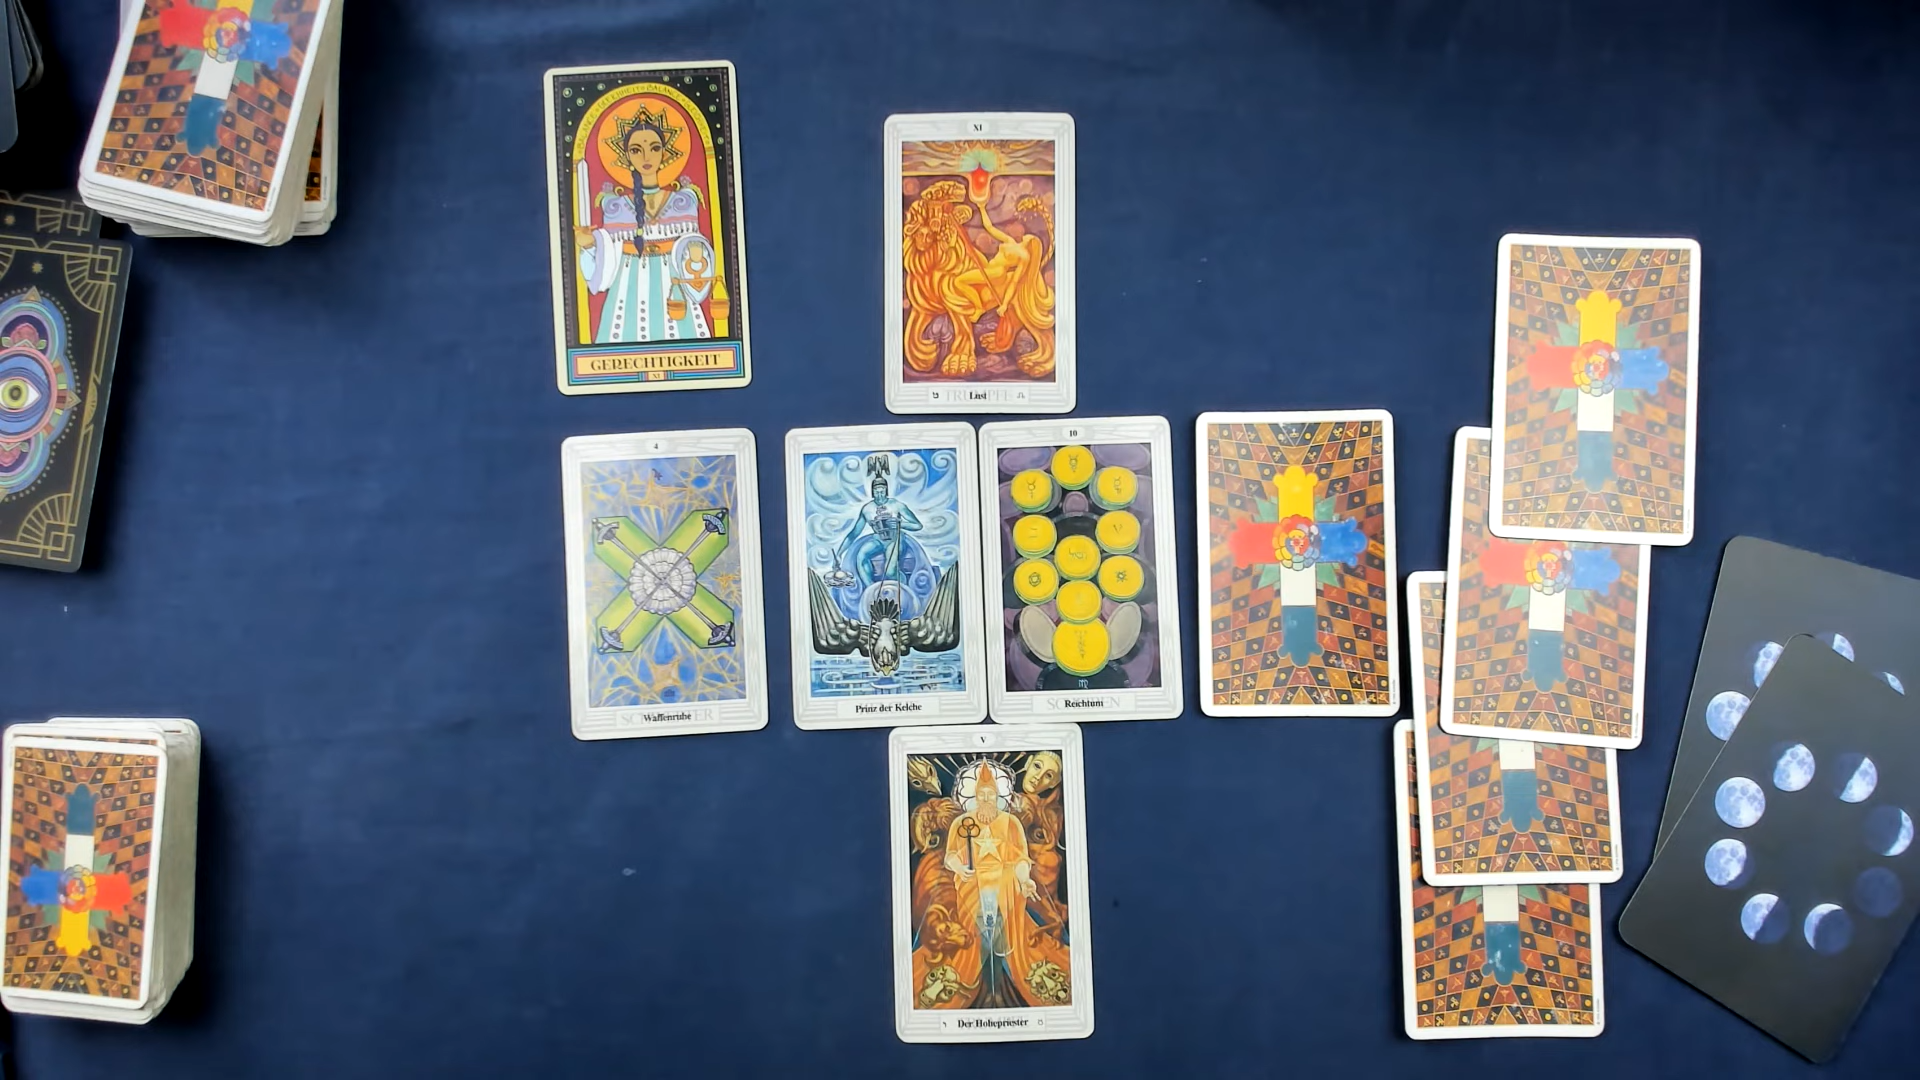 GERECHTIGKEIT
XI
XI
Lust
4
Waffenruhe
Prinz der Kelche
10
Reichtum
V
Der Hohepriester